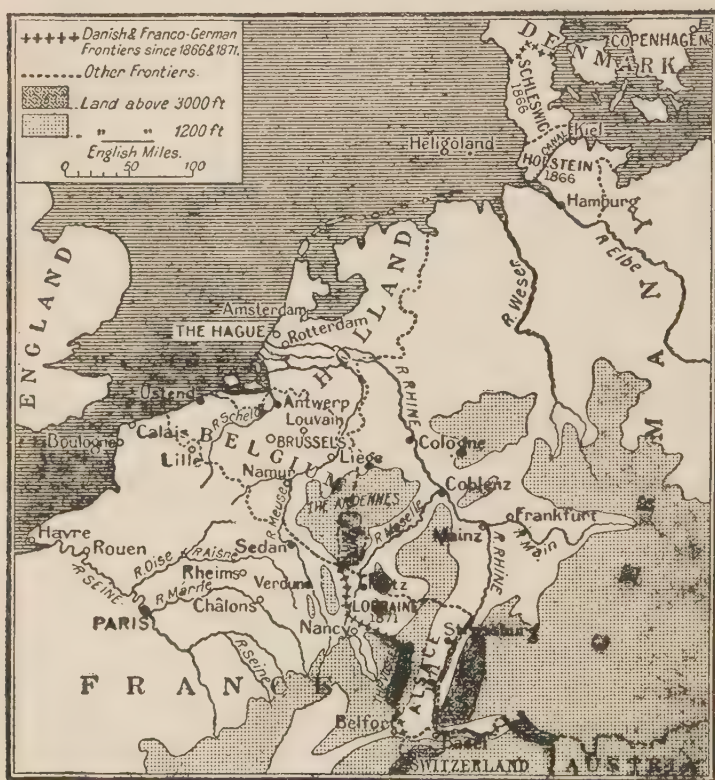 Danish & Franco-German
Frontiers since 1866 & 1871.
Other Frontiers.
Land above 3000 ft
" " 1200 ft
English Miles.
0 50 100
DENMARK
COPENHAGEN
SCHLESWIG
1866
Heligoland
CANAL
Kiel
HOLSTEIN
1866
Hamburg
R. Elbe
R. Weser
ENGLAND
HOLLAND
Amsterdam
THE HAGUE
Rotterdam
R. RHINE
Ostend
Antwerp
R. Scheld
Louvain
Calais
Boulogne
BELGIUM
BRUSSELS
Cologne
Lille
Liège
Namur
THE ARDENNES
Coblenz
R. Meuse
R. Moselle
Frankfurt
Mainz
R. Main
Havre
Rouen
R. SEINE
R. Oise
R. Aisne
Sedan
Rheims
Verdun
Metz
R. RHINE
R. Marne
Châlons
LORRAINE
1871
PARIS
Nancy
Strassburg
R. Seine
ALSACE
FRANCE
Belfort
Basel
SWITZERLAND
AUSTRIA